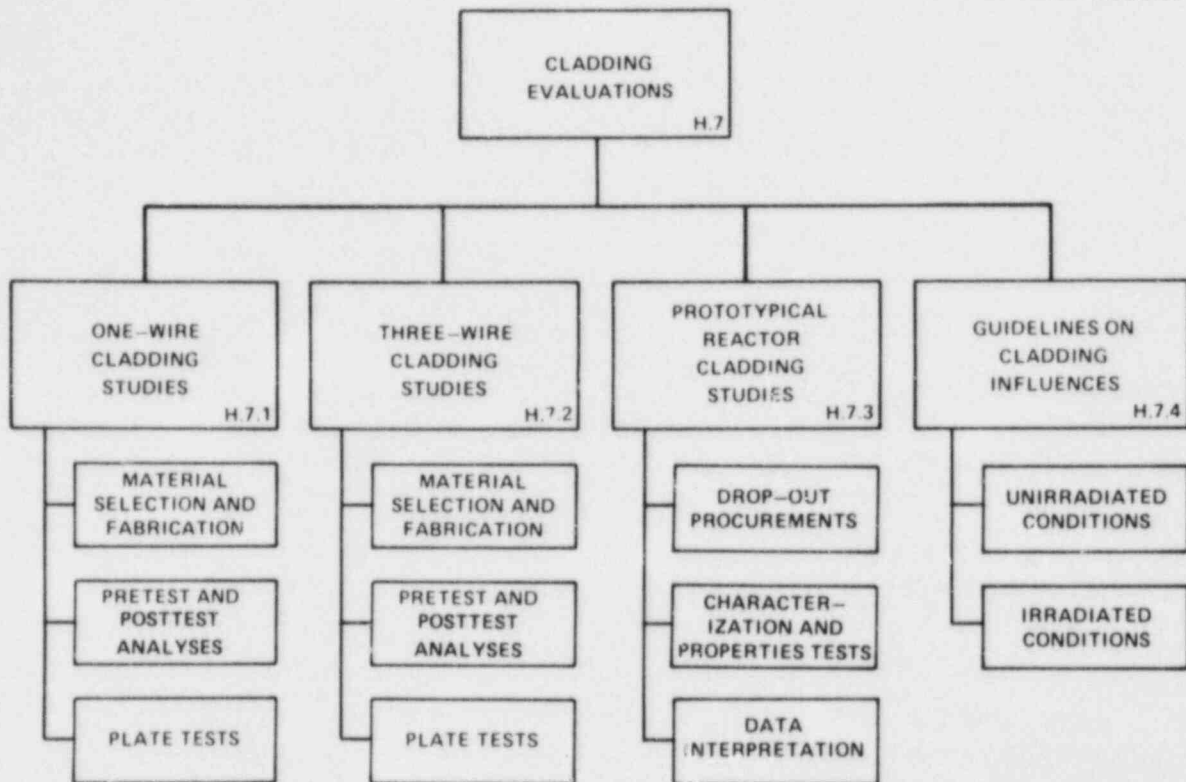 CLADDING
EVALUATIONS
H.7
ONE-WIRE
CLADDING
STUDIES
H.7.1
MATERIAL
SELECTION AND
FABRICATION
PRETEST AND
POSTTEST
ANALYSES
PLATE TESTS
THREE-WIRE
CLADDING
STUDIES
H.7.2
MATERIAL
SELECTION AND
FABRICATION
PRETEST AND
POSTTEST
ANALYSES
PLATE TESTS
PROTOTYPICAL
REACTOR
CLADDING
STUDIES
H.7.3
DROP-OUT
PROCUREMENTS
CHARACTER-
IZATION AND
PROPERTIES TESTS
DATA
INTERPRETATION
GUIDELINES ON
CLADDING
INFLUENCES
H.7.4
UNIRRADIATED
CONDITIONS
IRRADIATED
CONDITIONS